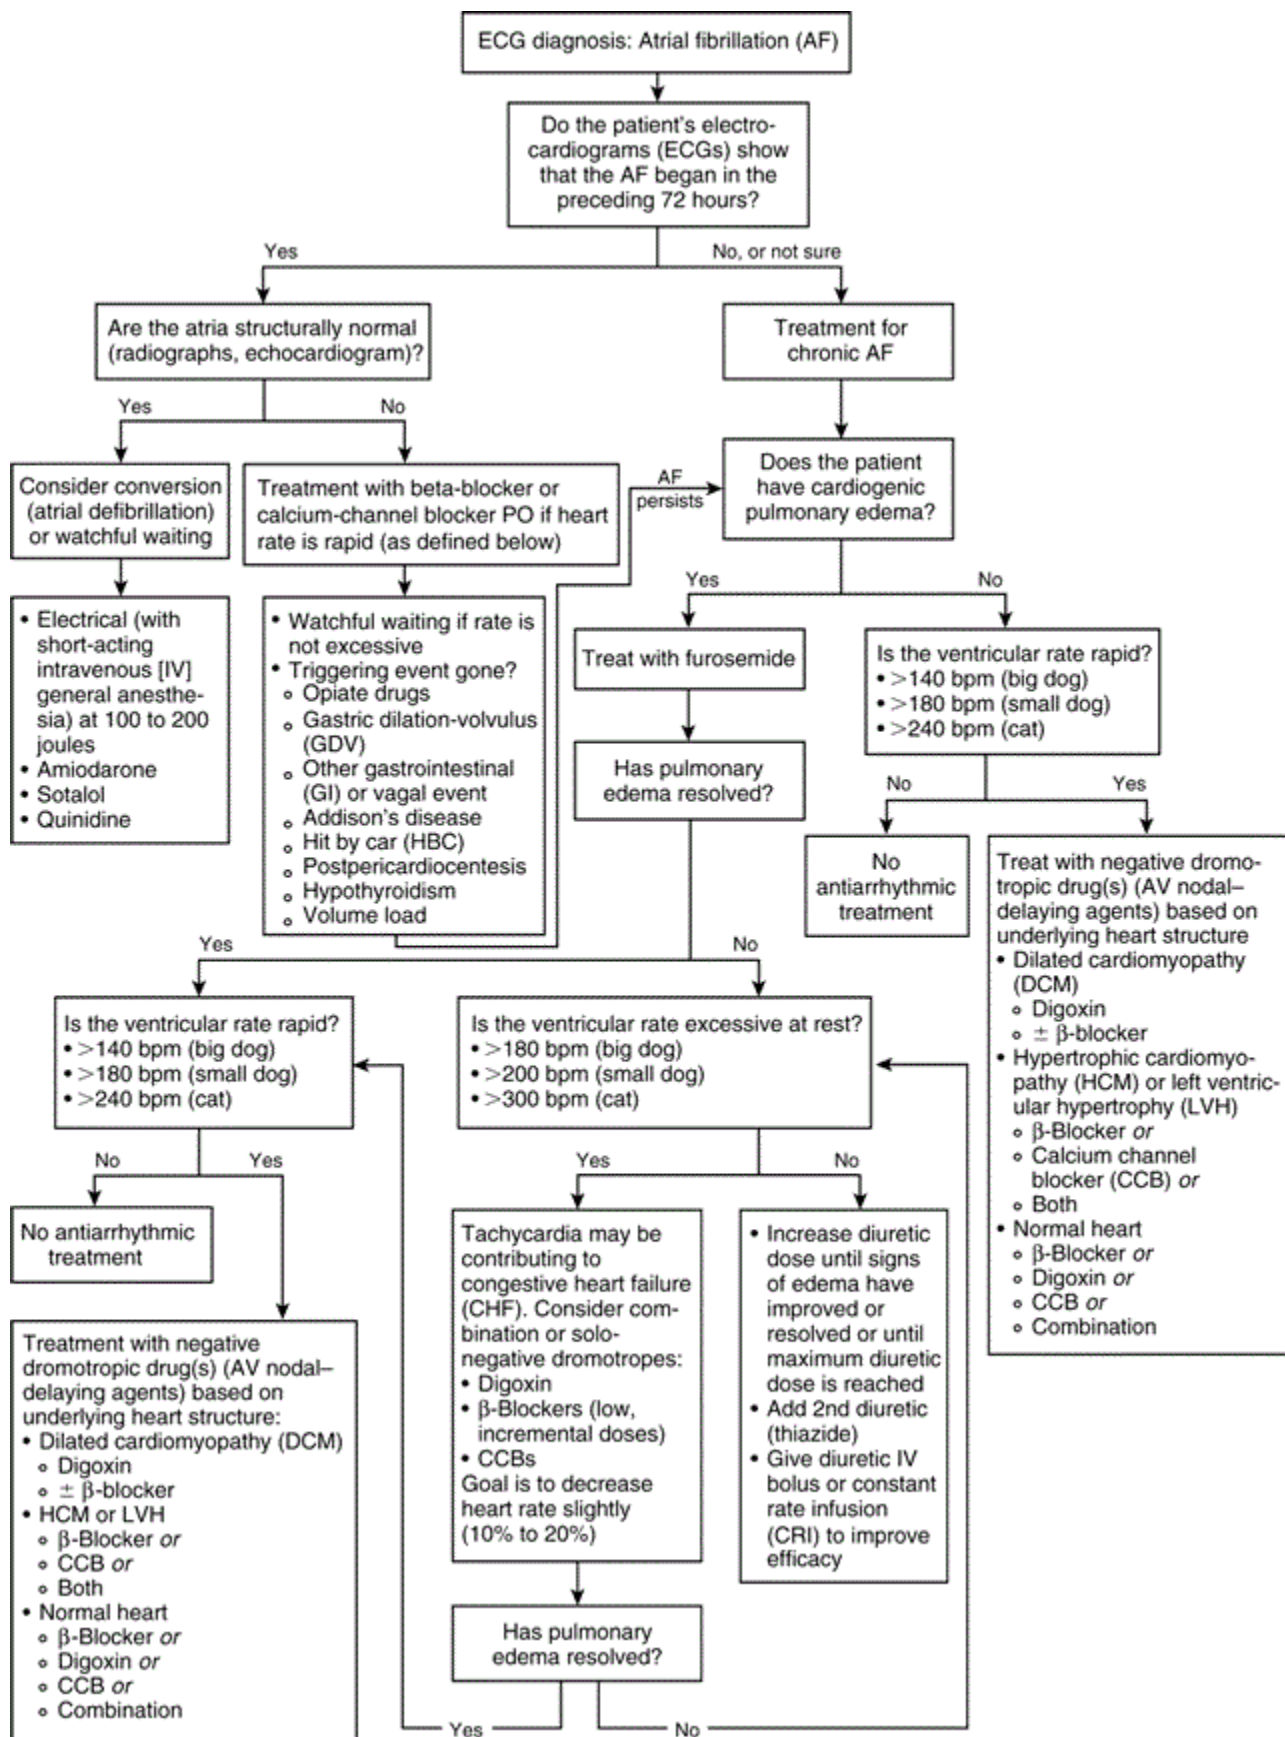 ECG diagnosis: Atrial fibrillation (AF)
Do the patient's electro-
cardiograms (ECGs) show
that the AF began in the
preceding 72 hours?
Yes
No, or not sure
Are the atria structurally normal
(radiographs, echocardiogram)?
Treatment for
chronic AF
Yes
No
Consider conversion
(atrial defibrillation)
or watchful waiting
Treatment with beta-blocker or
calcium-channel blocker PO if heart
rate is rapid (as defined below)
AF
persists
Does the patient
have cardiogenic
pulmonary edema?
• Electrical (with
short-acting
intravenous [IV]
general anesthe-
sia) at 100 to 200
joules
• Amiodarone
• Sotalol
• Quinidine
• Watchful waiting if rate is
not excessive
• Triggering event gone?
∘ Opiate drugs
∘ Gastric dilation-volvulus
(GDV)
∘ Other gastrointestinal
(GI) or vagal event
∘ Addison's disease
∘ Hit by car (HBC)
∘ Postpericardiocentesis
∘ Hypothyroidism
∘ Volume load
Yes
No
Treat with furosemide
Is the ventricular rate rapid?
• >140 bpm (big dog)
• >180 bpm (small dog)
• >240 bpm (cat)
Has pulmonary
edema resolved?
No
Yes
No
antiarrhythmic
treatment
Treat with negative dromo-
tropic drug(s) (AV nodal–
delaying agents) based on
underlying heart structure
• Dilated cardiomyopathy
(DCM)
∘ Digoxin
∘ ± β-blocker
• Hypertrophic cardiomyo-
pathy (HCM) or left ventric-
ular hypertrophy (LVH)
∘ β-Blocker or
∘ Calcium channel
blocker (CCB) or
∘ Both
• Normal heart
∘ β-Blocker or
∘ Digoxin or
∘ CCB or
∘ Combination
Yes
No
Is the ventricular rate rapid?
• >140 bpm (big dog)
• >180 bpm (small dog)
• >240 bpm (cat)
Is the ventricular rate excessive at rest?
• >180 bpm (big dog)
• >200 bpm (small dog)
• >300 bpm (cat)
No
Yes
Yes
No
No antiarrhythmic
treatment
Treatment with negative
dromotropic drug(s) (AV nodal–
delaying agents) based on
underlying heart structure:
• Dilated cardiomyopathy (DCM)
∘ Digoxin
∘ ± β-blocker
• HCM or LVH
∘ β-Blocker or
∘ CCB or
∘ Both
• Normal heart
∘ β-Blocker or
∘ Digoxin or
∘ CCB or
∘ Combination
Tachycardia may be
contributing to
congestive heart failure
(CHF). Consider com-
bination or solo-
negative dromotropes:
• Digoxin
• β-Blockers (low,
incremental doses)
• CCBs
Goal is to decrease
heart rate slightly
(10% to 20%)
• Increase diuretic
dose until signs
of edema have
improved or
resolved or until
maximum diuretic
dose is reached
• Add 2nd diuretic
(thiazide)
• Give diuretic IV
bolus or constant
rate infusion
(CRI) to improve
efficacy
Has pulmonary
edema resolved?
Yes
No